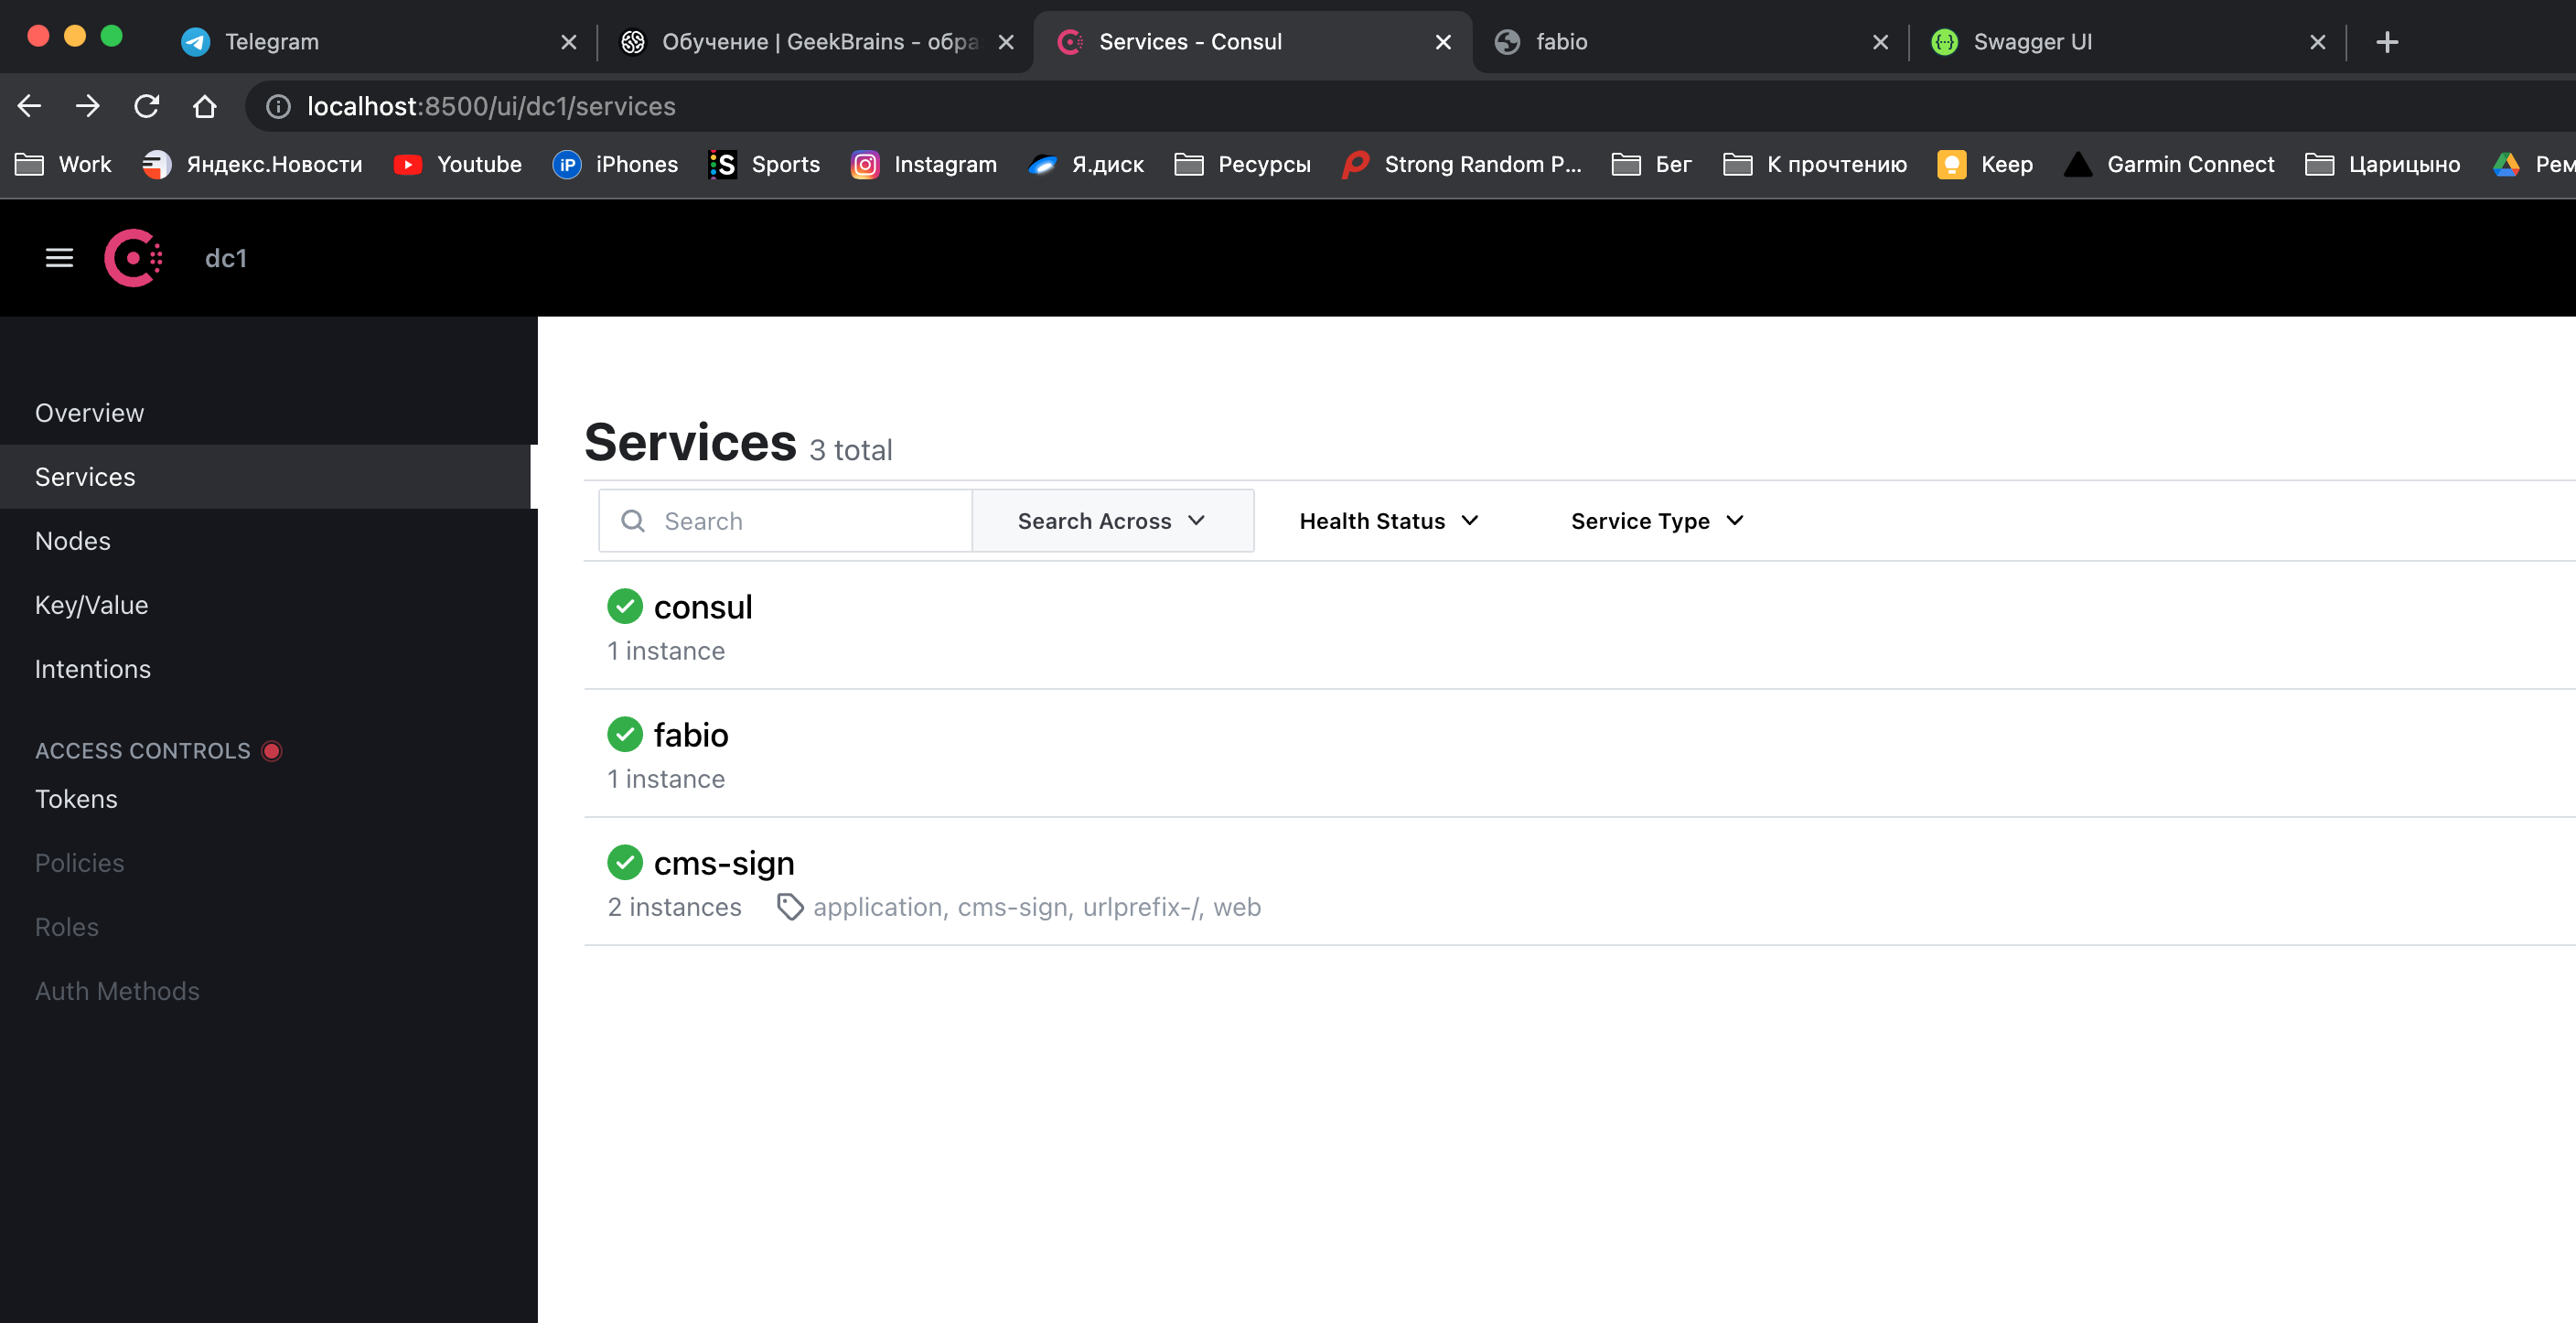 Telegram
Обучение | GeekBrains - обра
Services - Consul
fabio
Swagger UI
localhost:8500/ui/dc1/services
Work
Яндекс.Новости
Youtube
iP
iPhones
S
Sports
Instagram
Я.диск
Ресурсы
Strong Random P...
Бег
К прочтению
Keep
Garmin Connect
Царицыно
Рем
dc1
Overview
Services
Nodes
Key/Value
Intentions
ACCESS CONTROLS
Tokens
Policies
Roles
Auth Methods
Services 3 total
Search
Search Across
Health Status
Service Type
consul
1 instance
fabio
1 instance
cms-sign
2 instances application, cms-sign, urlprefix-/, web